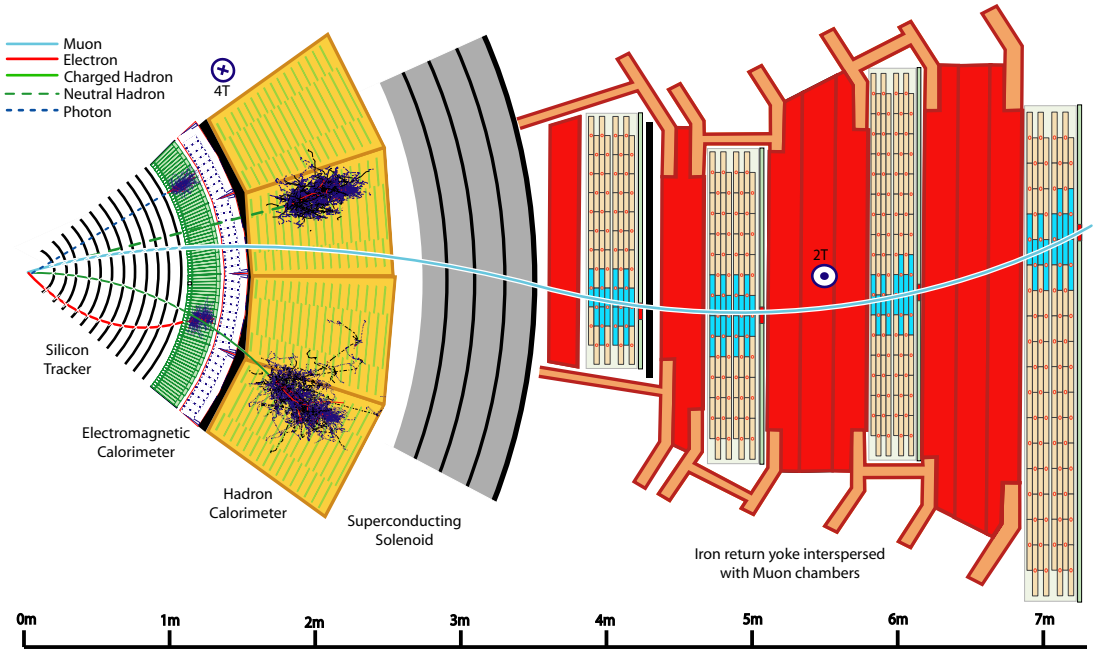 Muon
Electron
Charged Hadron
Neutral Hadron
Photon
4T
2T
Silicon
Tracker
Electromagnetic
Calorimeter
Hadron
Calorimeter
Superconducting
Solenoid
Iron return yoke interspersed
with Muon chambers
0m 1m 2m 3m 4m 5m 6m 7m